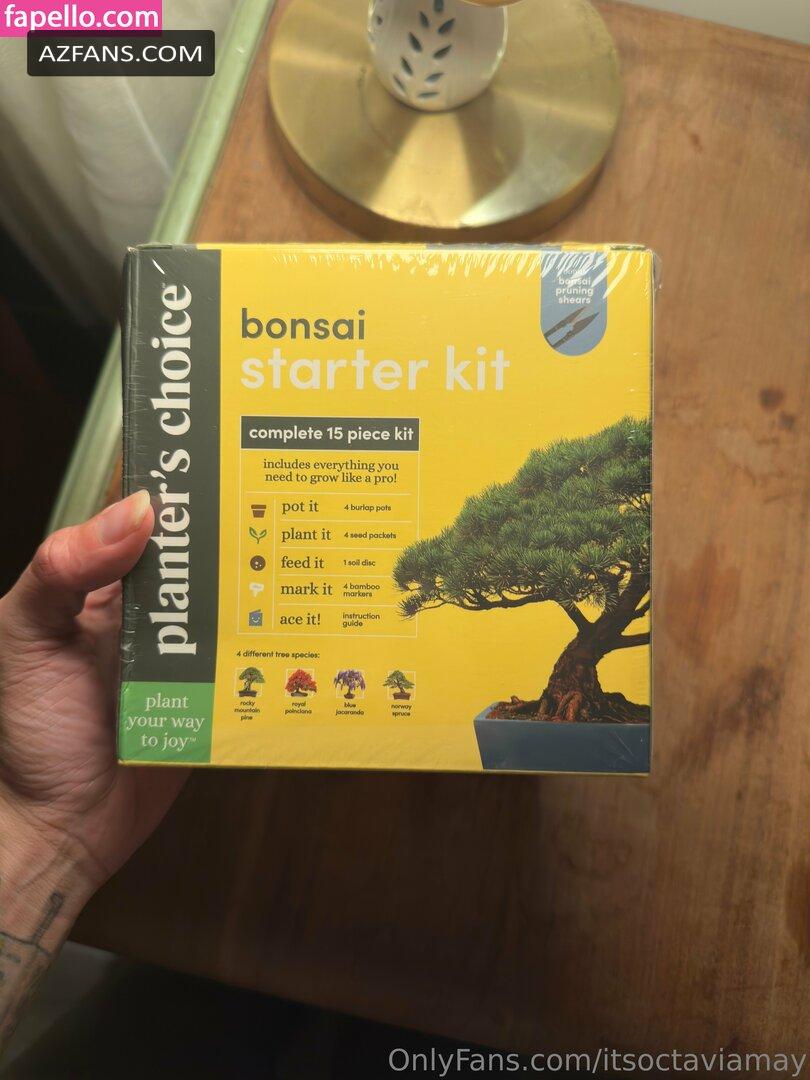 fapello.com
AZFANS.COM
planter's choice
plant
your way
to joy™
bonsai
starter kit
bonsai
pruning
shears
complete 15 piece kit
includes everything you
need to grow like a pro!
pot it 4 burlap pots
plant it 4 seed packets
feed it 1 soil disc
mark it 4 bamboo
markers
ace it! instruction
guide
4 different tree species:
rocky
mountain
pine
royal
poinciana
blue
jacaranda
norway
spruce
OnlyFans.com/itsoctaviamay